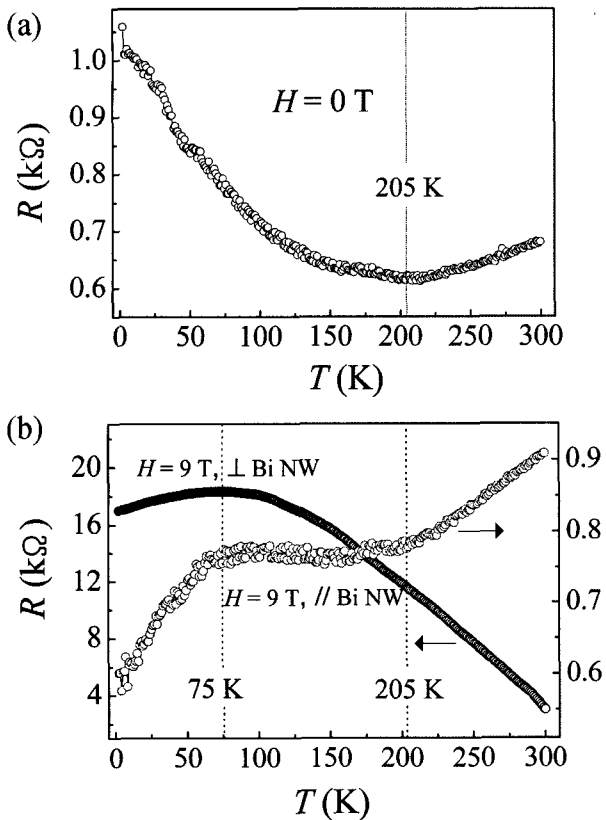 (a)
1.0
0.9
0.8
0.7
0.6
R (kΩ)
H = 0 T
205 K
0 50 100 150 200 250 300
T (K)
(b)
20
16
12
8
4
R (kΩ)
H = 9 T, ⊥ Bi NW
H = 9 T, // Bi NW
75 K
205 K
0.9
0.8
0.7
0.6
0 50 100 150 200 250 300
T (K)